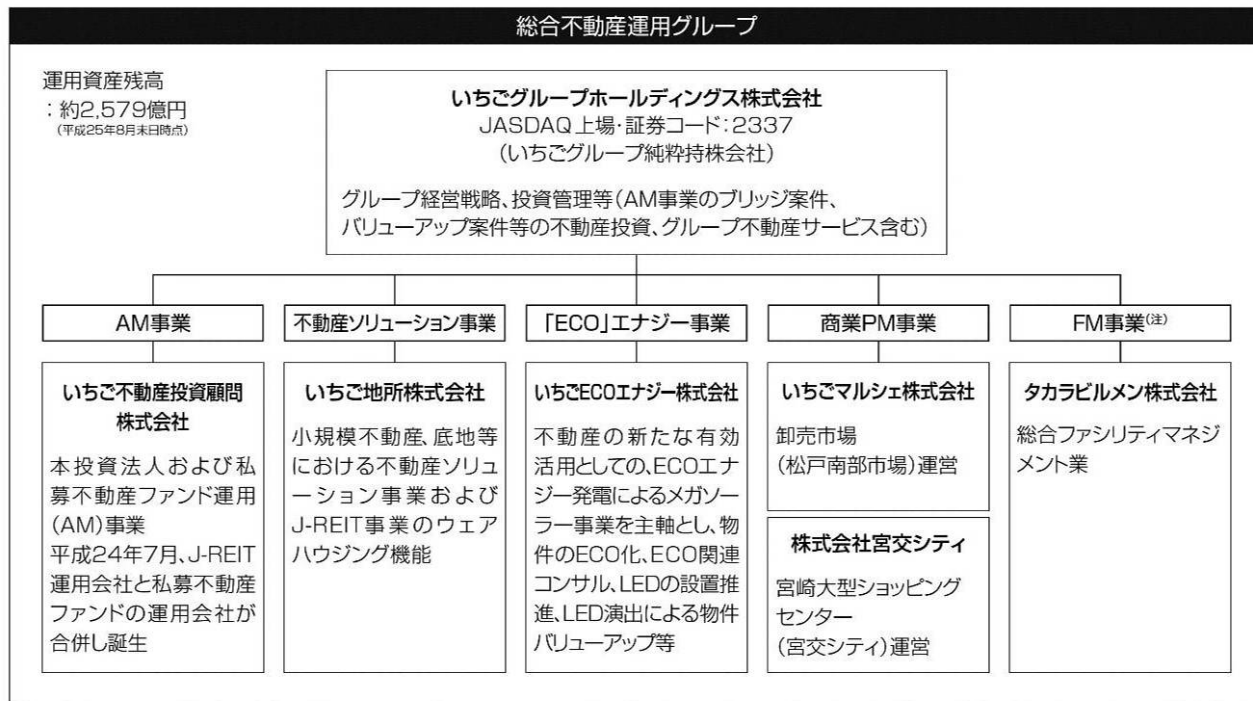 総合不動産運用グループ
運用資産残高
：約2,579億円
(平成25年8月末日時点)
いちごグループホールディングス株式会社
JASDAQ上場・証券コード：2337
(いちごグループ純粋持株会社)
グループ経営戦略、投資管理等(AM事業のブリッジ案件、
バリューアップ案件等の不動産投資、グループ不動産サービス含む)
AM事業
いちご不動産投資顧問
株式会社
本投資法人および私
募不動産ファンド運用
(AM)事業
平成24年7月、J-REIT
運用会社と私募不動産
ファンドの運用会社が
合併し誕生
不動産ソリューション事業
いちご地所株式会社
小規模不動産、底地等
における不動産ソリュ
ーション事業および
J-REIT事業のウェア
ハウジング機能
「ECO」エナジー事業
いちごECOエナジー株式会社
不動産の新たな有効
活用としての、ECOエナ
ジー発電によるメガソー
ラー事業を主軸とし、物
件のECO化、ECO関連
コンサル、LEDの設置推
進、LED演出による物件
バリューアップ等
商業PM事業
いちごマルシェ株式会社
卸売市場
(松戸南部市場)運営
株式会社宮交シティ
宮崎大型ショッピング
センター
(宮交シティ)運営
FM事業(注)
タカラビルメン株式会社
総合ファシリティマネジ
メント業